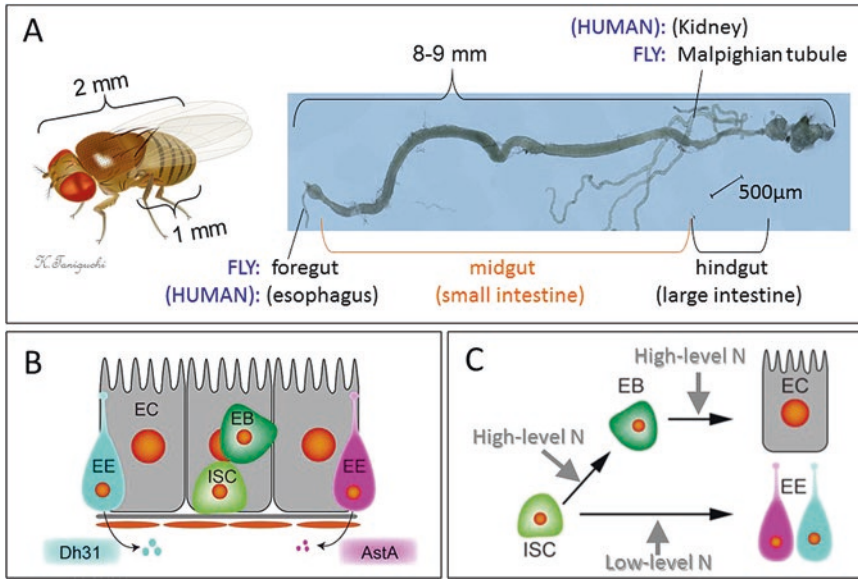 A
2 mm
1 mm
K. Taniguchi
8-9 mm
(HUMAN): (Kidney)
FLY: Malpighian tubule
500µm
FLY: foregut
(HUMAN): (esophagus)
midgut
(small intestine)
hindgut
(large intestine)
B
EC
EB
EE
ISC
EE
Dh31
AstA
C
High-level N
EB
EC
High-level N
EE
ISC
Low-level N